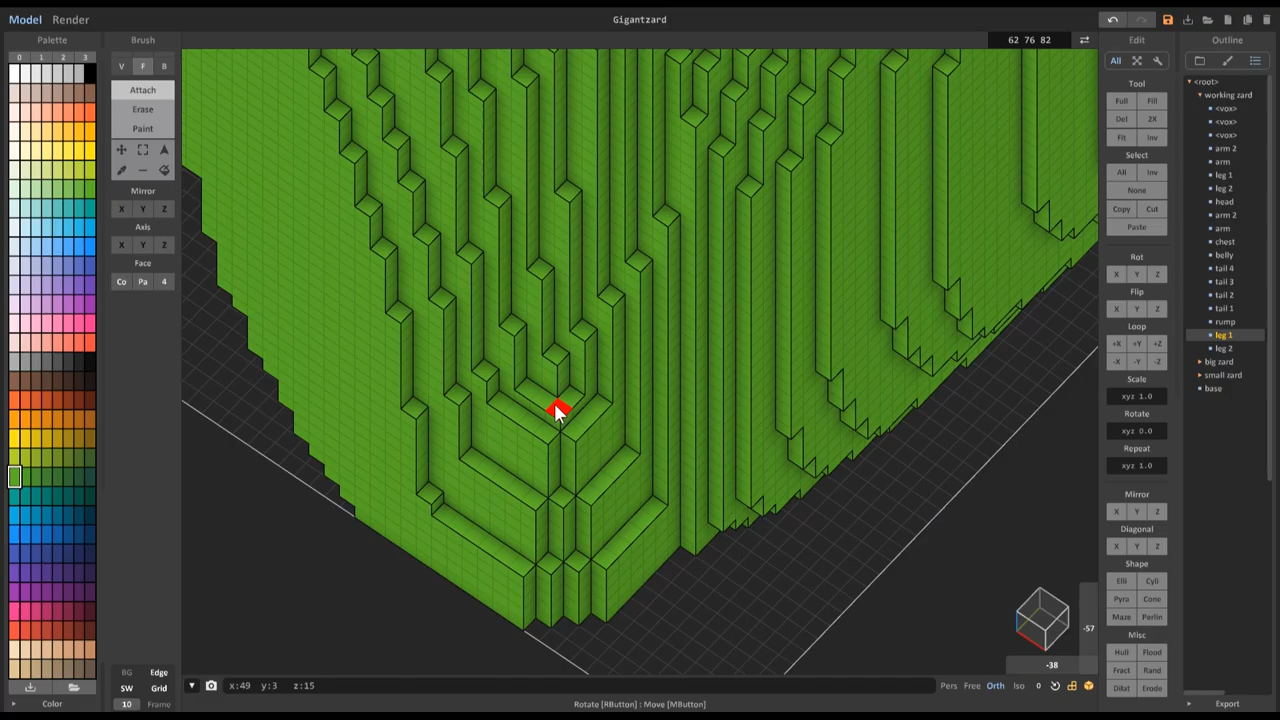 Model Render
Gigantzard
Palette
Brush
62 76 82
Edit
Outline
0 1 2 3
V F B
All
Attach
Erase
Paint
Mirror
X Y Z
Axis
X Y Z
Face
Co Pa 4
Tool
Full Fill
Del 2X
Fit Inv
Select
All Inv
None
Copy Cut
Paste
Rot
X Y Z
Flip
X Y Z
Loop
+X +Y +Z
-X -Y -Z
Scale
xyz 1.0
Rotate
xyz 0.0
Repeat
xyz 1.0
Mirror
X Y Z
Diagonal
X Y Z
Shape
Elli Cyli
Pyra Cone
Maze Perlin
Misc
Hull Flood
Fract Rand
Dilat Erode
<root>
working zard
<vox>
<vox>
<vox>
arm 2
arm
leg 1
leg 2
head
arm 2
arm
chest
belly
tail 4
tail 3
tail 2
tail 1
rump
leg 1
leg 2
big zard
small zard
base
-57
-38
BG Edge
SW Grid
10 Frame
x:49 y:3 z:15
Pers Free Orth Iso 0
Color
Rotate [RButton] : Move [MButton]
Export